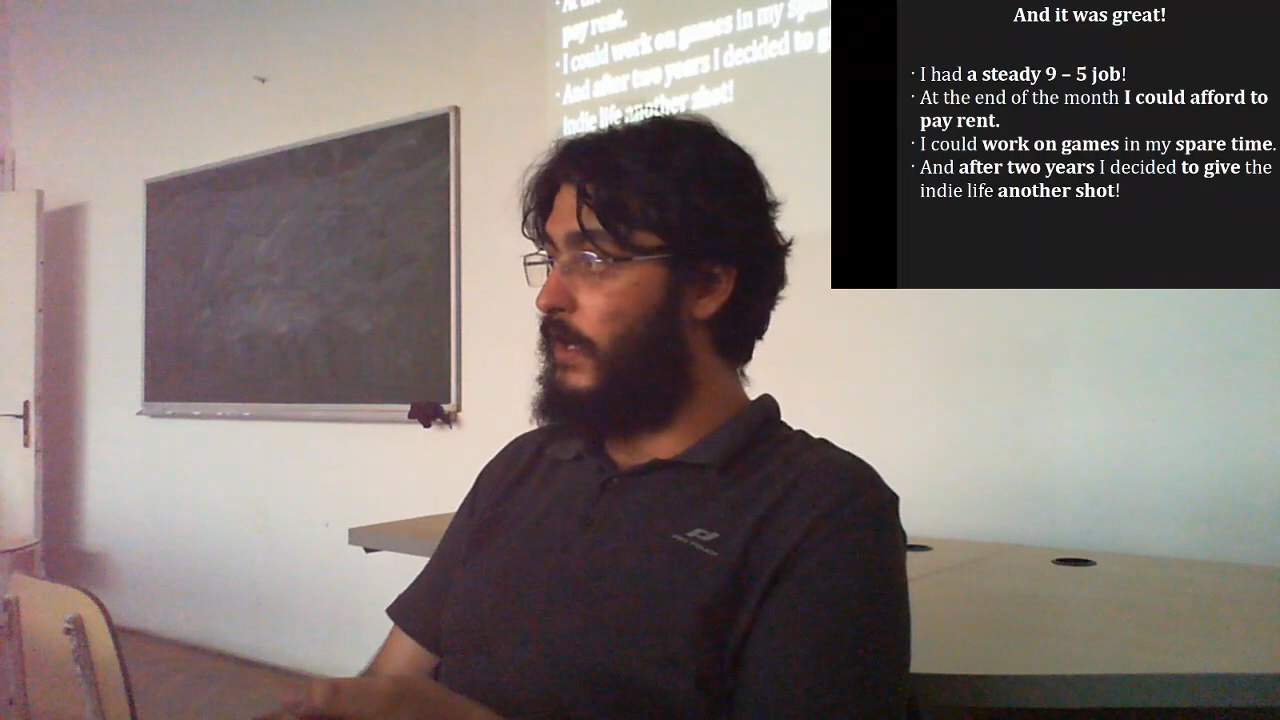 And it was great!
· I had a steady 9 – 5 job!
· At the end of the month I could afford to
pay rent.
· I could work on games in my spare time.
· And after two years I decided to give the
indie life another shot!
pay rent.
· I could work on games in my
· And after two years I decided to
indie life another shot!